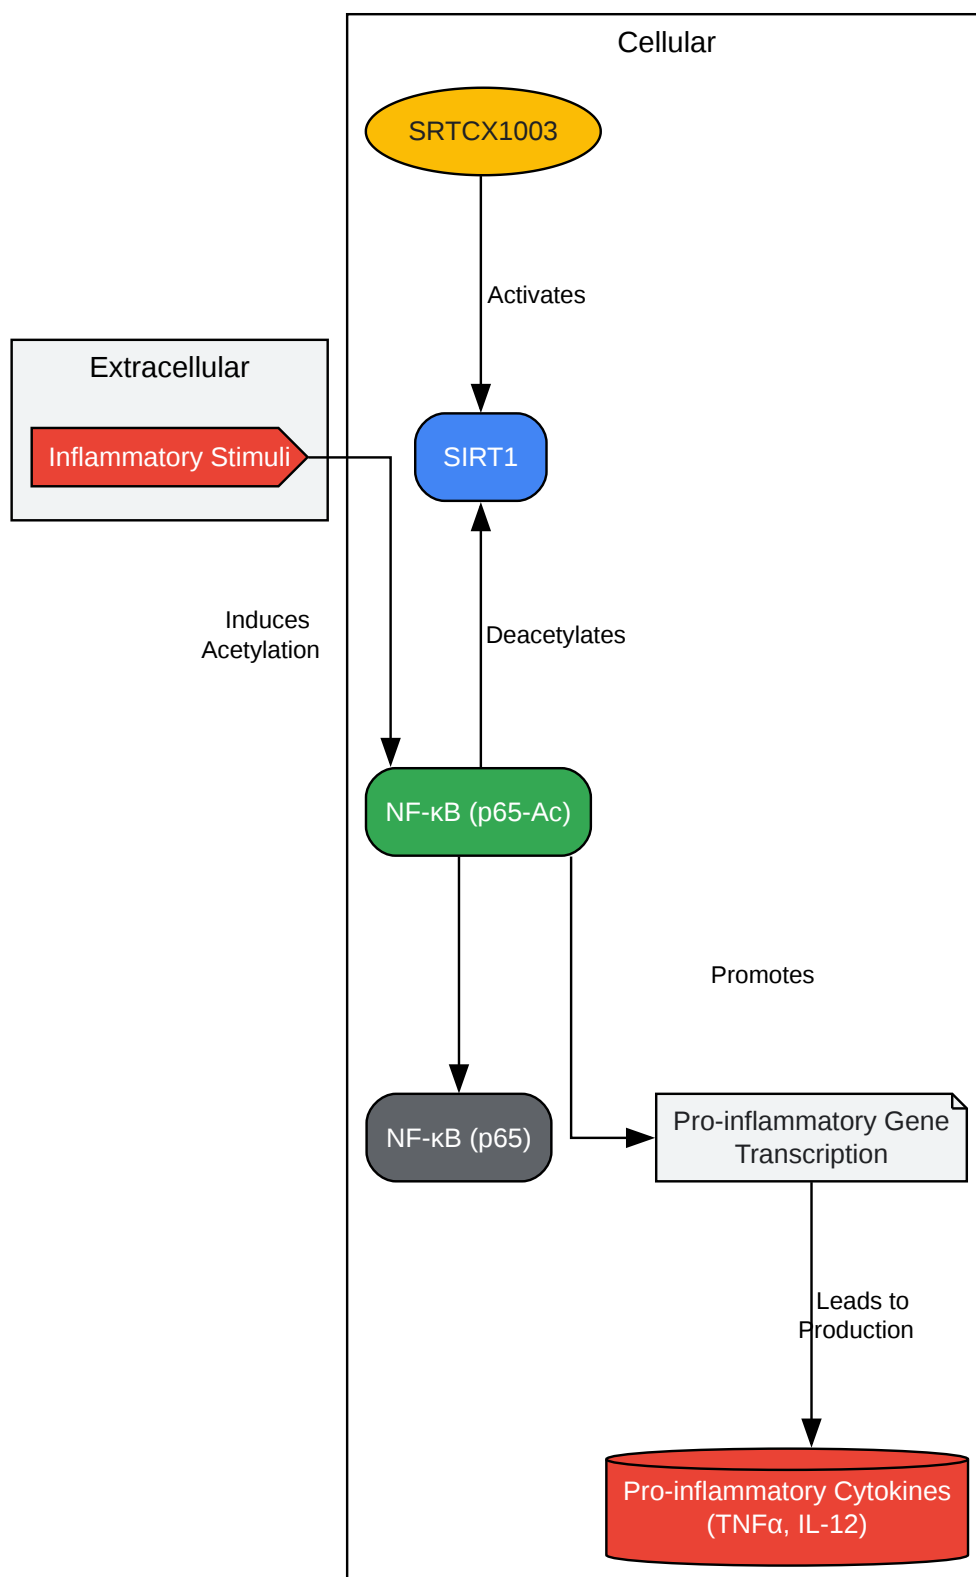 Cellular
SRTCX1003
Activates
Extracellular
Inflammatory Stimuli
SIRT1
Induces
Acetylation
Deacetylates
NF-κB (p65-Ac)
Promotes
NF-κB (p65)
Pro-inflammatory Gene
Transcription
Leads to
Production
Pro-inflammatory Cytokines
(TNFα, IL-12)